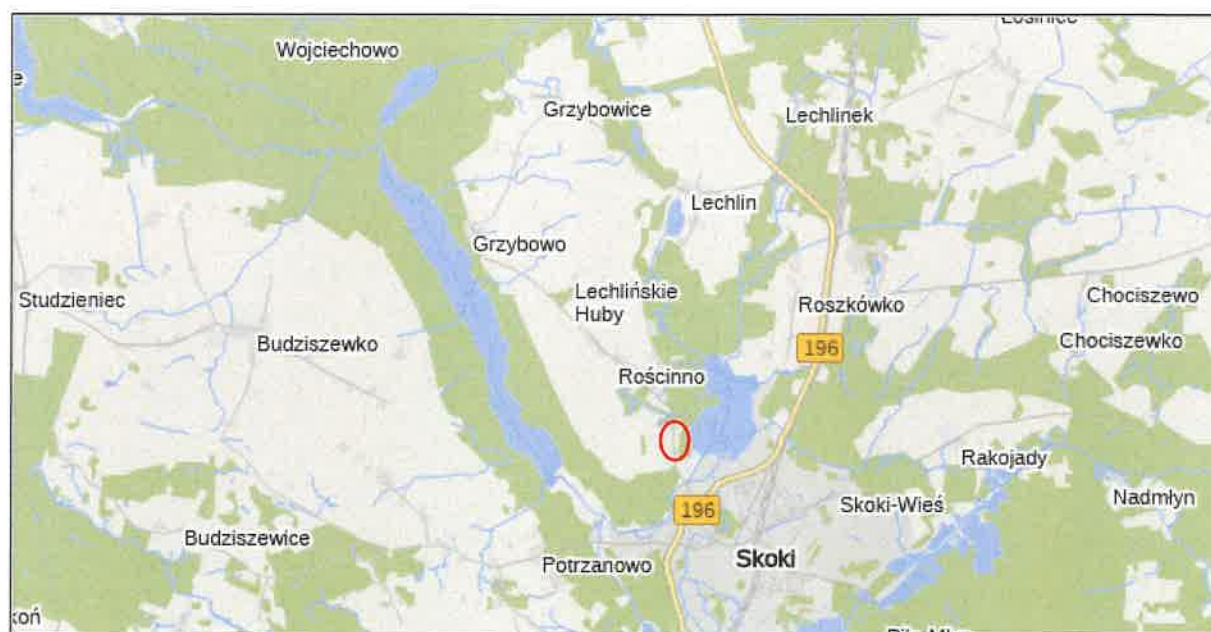 Łosiniec
Wojciechowo
e
Grzybowice
Lechlinek
Lechlin
Grzybowo
Lechlińskie
Huby
Studzieniec
Roszkówko
Chociszewo
Budziszewko
196
Chociszewko
Rościnno
Rakojady
Skoki-Wieś
Nadmłyn
196
Budziszewice
Potrzanowo
Skoki
koń